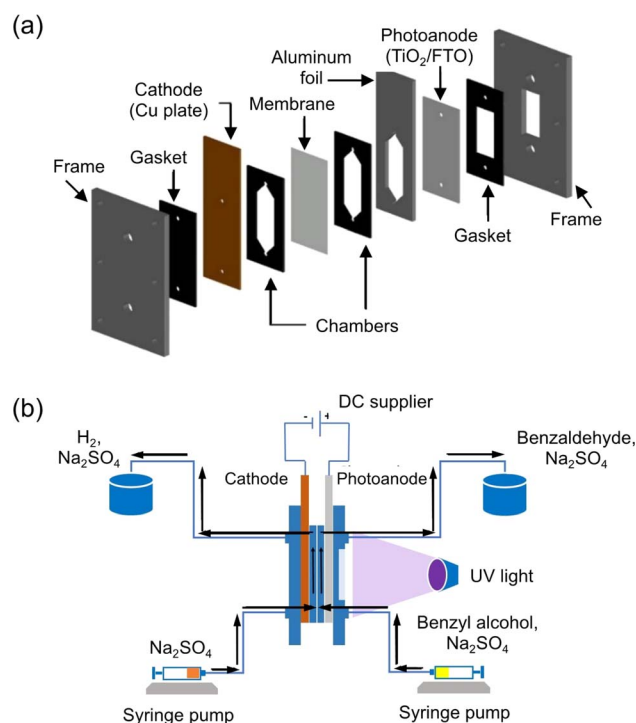 (a)
Photoanode
(TiO₂/FTO)
Aluminum
foil
Cathode
(Cu plate)
Membrane
Gasket
Frame
Gasket
Frame
Chambers
(b)
DC supplier
- +
H₂,
Na₂SO₄
Benzaldehyde,
Na₂SO₄
Cathode
Photoanode
UV light
Na₂SO₄
Benzyl alcohol,
Na₂SO₄
Syringe pump
Syringe pump